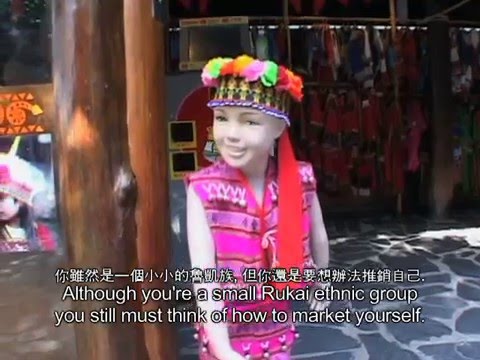 你雖然是一個小小的魯凱族, 但你還是要想辦法推銷自己.
Although you're a small Rukai ethnic group
you still must think of how to market yourself.